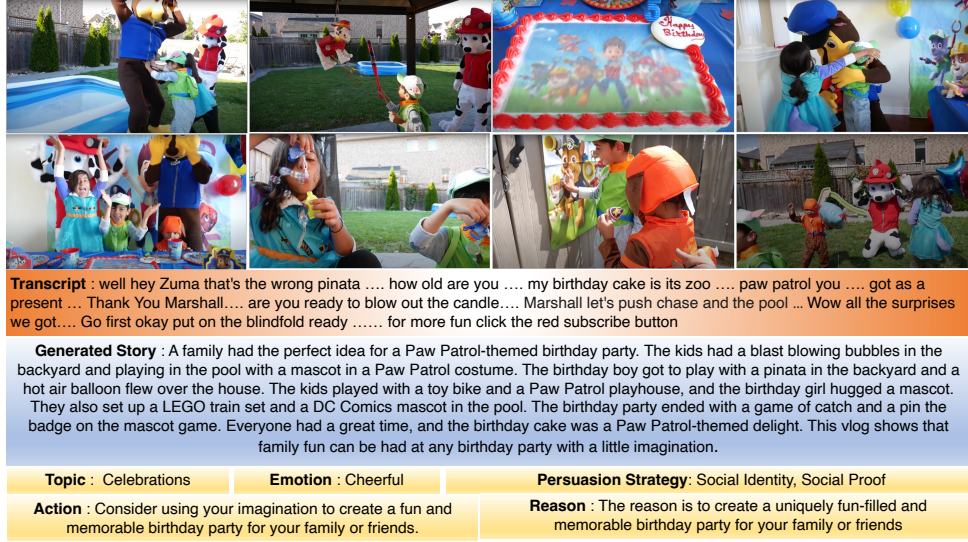 Happy
Birthday
Transcript : well hey Zuma that's the wrong pinata …. how old are you …. my birthday cake is its zoo …. paw patrol you …. got as a
present … Thank You Marshall…. are you ready to blow out the candle…. Marshall let's push chase and the pool ... Wow all the surprises
we got…. Go first okay put on the blindfold ready …… for more fun click the red subscribe button
Generated Story : A family had the perfect idea for a Paw Patrol-themed birthday party. The kids had a blast blowing bubbles in the
backyard and playing in the pool with a mascot in a Paw Patrol costume. The birthday boy got to play with a pinata in the backyard and a
hot air balloon flew over the house. The kids played with a toy bike and a Paw Patrol playhouse, and the birthday girl hugged a mascot.
They also set up a LEGO train set and a DC Comics mascot in the pool. The birthday party ended with a game of catch and a pin the
badge on the mascot game. Everyone had a great time, and the birthday cake was a Paw Patrol-themed delight. This vlog shows that
family fun can be had at any birthday party with a little imagination.
Topic : Celebrations
Emotion : Cheerful
Persuasion Strategy: Social Identity, Social Proof
Action : Consider using your imagination to create a fun and
memorable birthday party for your family or friends.
Reason : The reason is to create a uniquely fun-filled and
memorable birthday party for your family or friends